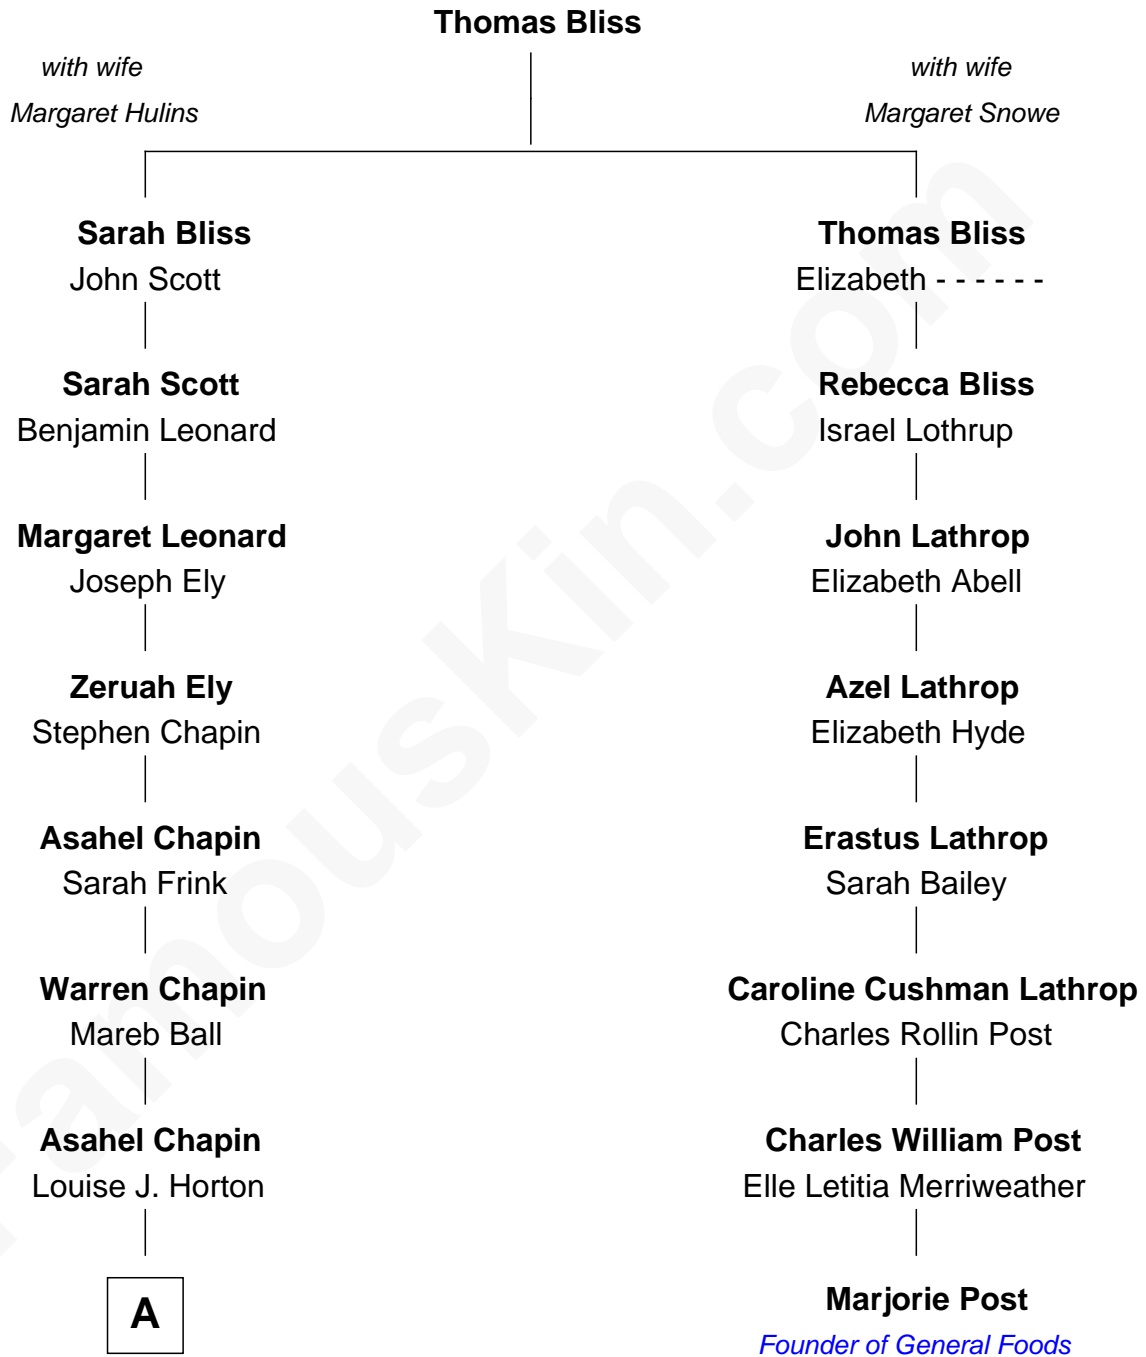 Thomas Bliss
with wife
Margaret Hulins
with wife
Margaret Snowe
Sarah Bliss
John Scott
Thomas Bliss
Elizabeth - - - - - -
Sarah Scott
Benjamin Leonard
Rebecca Bliss
Israel Lothrup
Margaret Leonard
Joseph Ely
John Lathrop
Elizabeth Abell
Zeruah Ely
Stephen Chapin
Azel Lathrop
Elizabeth Hyde
Asahel Chapin
Sarah Frink
Erastus Lathrop
Sarah Bailey
Warren Chapin
Mareb Ball
Caroline Cushman Lathrop
Charles Rollin Post
Asahel Chapin
Louise J. Horton
Charles William Post
Elle Letitia Merriweather
A
Marjorie Post
Founder of General Foods
FamousKin.com